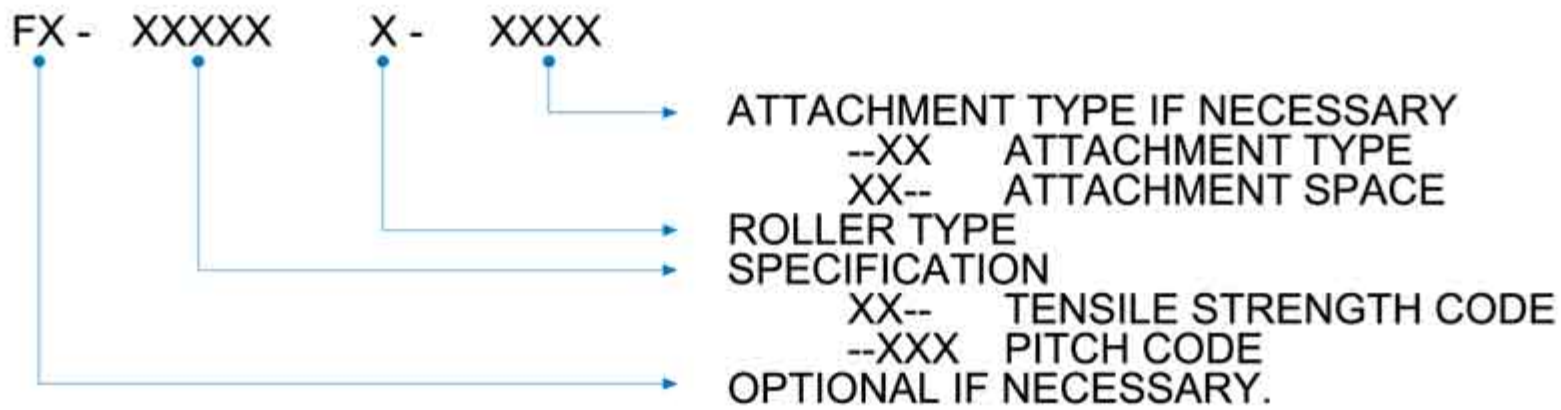 FX - XXXXX X - XXXX
ATTACHMENT TYPE IF NECESSARY
--XX ATTACHMENT TYPE
XX-- ATTACHMENT SPACE
ROLLER TYPE
SPECIFICATION
XX-- TENSILE STRENGTH CODE
--XXX PITCH CODE
OPTIONAL IF NECESSARY.